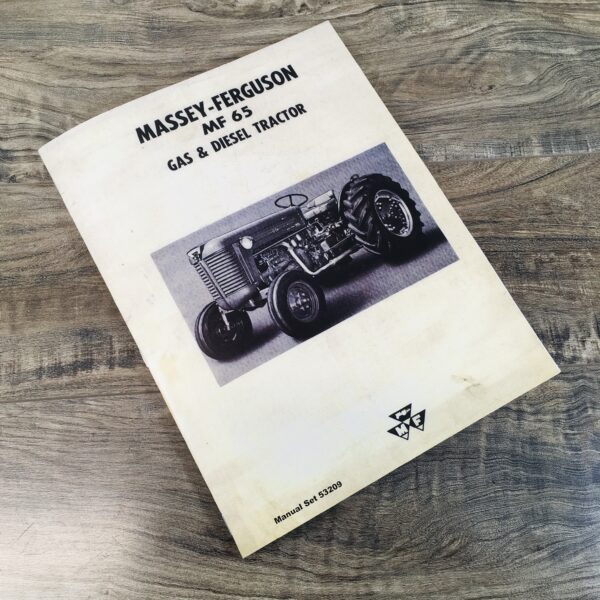 MASSEY-FERGUSON
MF 65
GAS & DIESEL TRACTOR
M F
Manual Set 53209